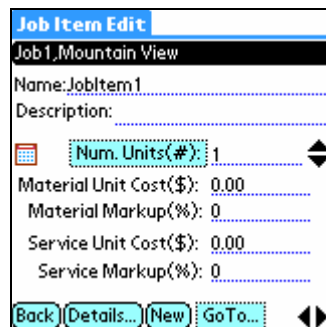 Job Item Edit
Job1,Mountain View
Name:JobItem1
Description:
Num. Units(#): 1
Material Unit Cost($): 0.00
Material Markup(%): 0
Service Unit Cost($): 0.00
Service Markup(%): 0
Back Details... New GoTo...